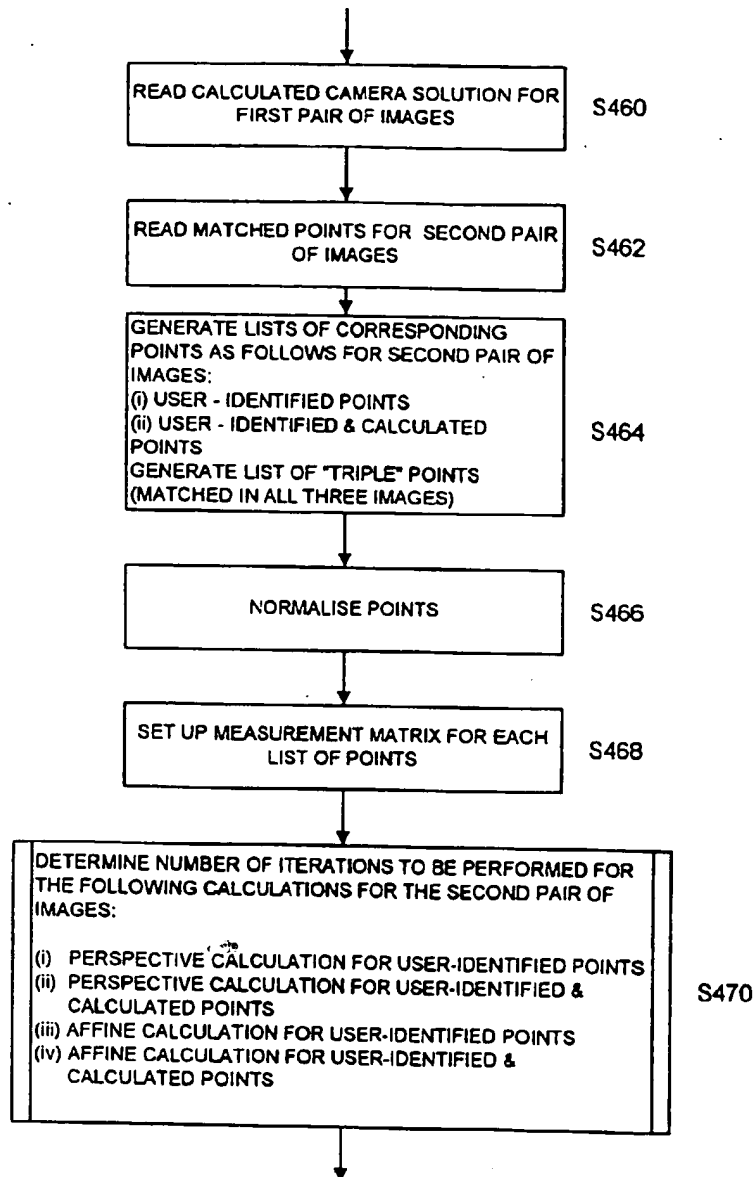 READ CALCULATED CAMERA SOLUTION FOR
FIRST PAIR OF IMAGES
S460
READ MATCHED POINTS FOR SECOND PAIR
OF IMAGES
S462
GENERATE LISTS OF CORRESPONDING
POINTS AS FOLLOWS FOR SECOND PAIR OF
IMAGES:
(i) USER - IDENTIFIED POINTS
(ii) USER - IDENTIFIED & CALCULATED
POINTS
GENERATE LIST OF "TRIPLE" POINTS
(MATCHED IN ALL THREE IMAGES)
S464
NORMALISE POINTS
S466
SET UP MEASUREMENT MATRIX FOR EACH
LIST OF POINTS
S468
DETERMINE NUMBER OF ITERATIONS TO BE PERFORMED FOR
THE FOLLOWING CALCULATIONS FOR THE SECOND PAIR OF
IMAGES:
(i) PERSPECTIVE CALCULATION FOR USER-IDENTIFIED POINTS
(ii) PERSPECTIVE CALCULATION FOR USER-IDENTIFIED &
CALCULATED POINTS
(iii) AFFINE CALCULATION FOR USER-IDENTIFIED POINTS
(iv) AFFINE CALCULATION FOR USER-IDENTIFIED &
CALCULATED POINTS
S470